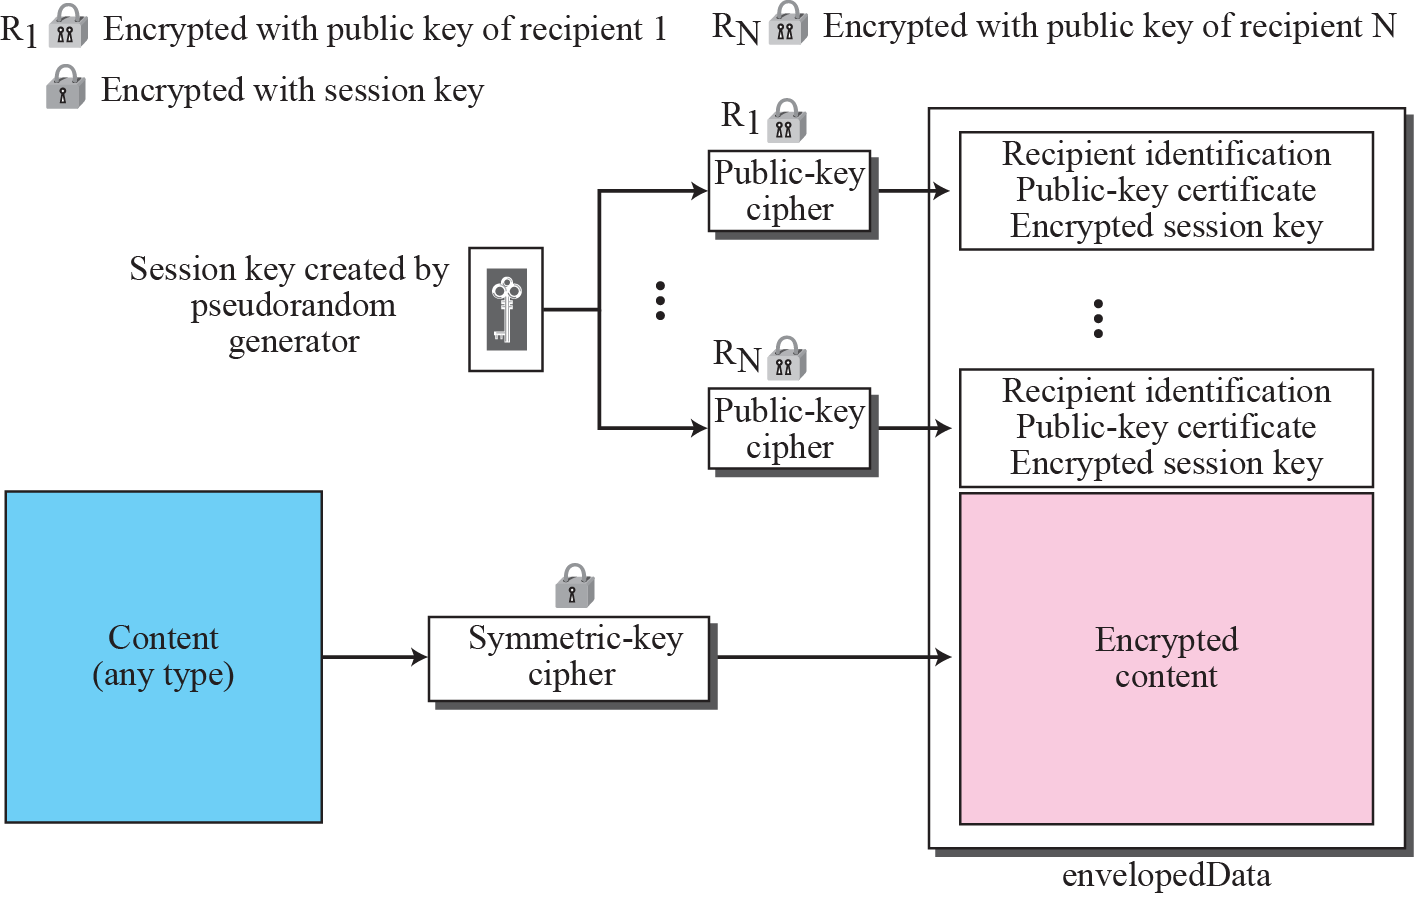 R1 Encrypted with public key of recipient 1
RN Encrypted with public key of recipient N
Encrypted with session key
R1
Public-key
cipher
Recipient identification
Public-key certificate
Encrypted session key
Session key created by
pseudorandom
generator
RN
Public-key
cipher
Recipient identification
Public-key certificate
Encrypted session key
Content
(any type)
Symmetric-key
cipher
Encrypted
content
envelopedData